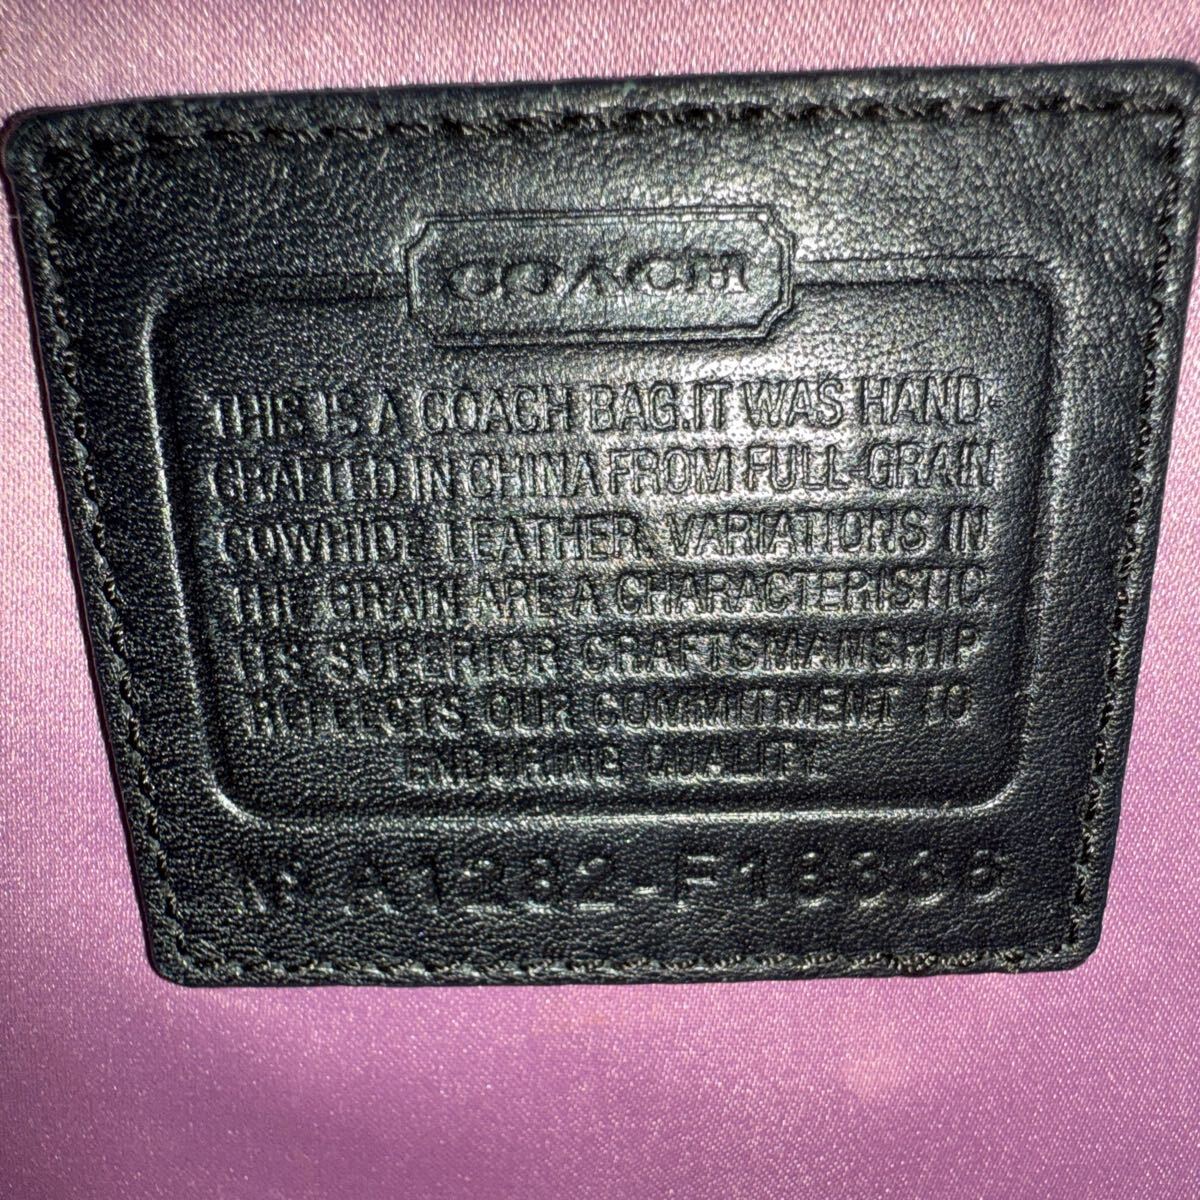 COACH
THIS IS A COACH BAG.IT WAS HAND-
CRAFTED IN CHINA FROM FULL-GRAIN
COWHIDE LEATHER. VARIATIONS IN
THE GRAIN ARE A CHARACTERISTIC.
ITS SUPERIOR CRAFTSMANSHIP
REFLECTS OUR COMMITMENT TO
ENDURING QUALITY.